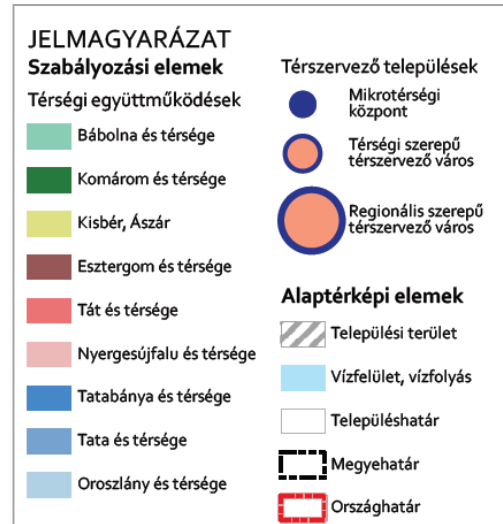 JELMAGYARÁZAT
Szabályozási elemek
Térségi együttműködések
Bábolna és térsége
Komárom és térsége
Kisbér, Ászár
Esztergom és térsége
Tát és térsége
Nyergesújfalu és térsége
Tatabánya és térsége
Tata és térsége
Oroszlány és térsége
Térszervező települések
Mikrotérségi
központ
Térségi szerepű
térszervező város
Regionális szerepű
térszervező város
Alaptérképi elemek
Települési terület
Vízfelület, vízfolyás
Településhatár
Megyehatár
Országhatár